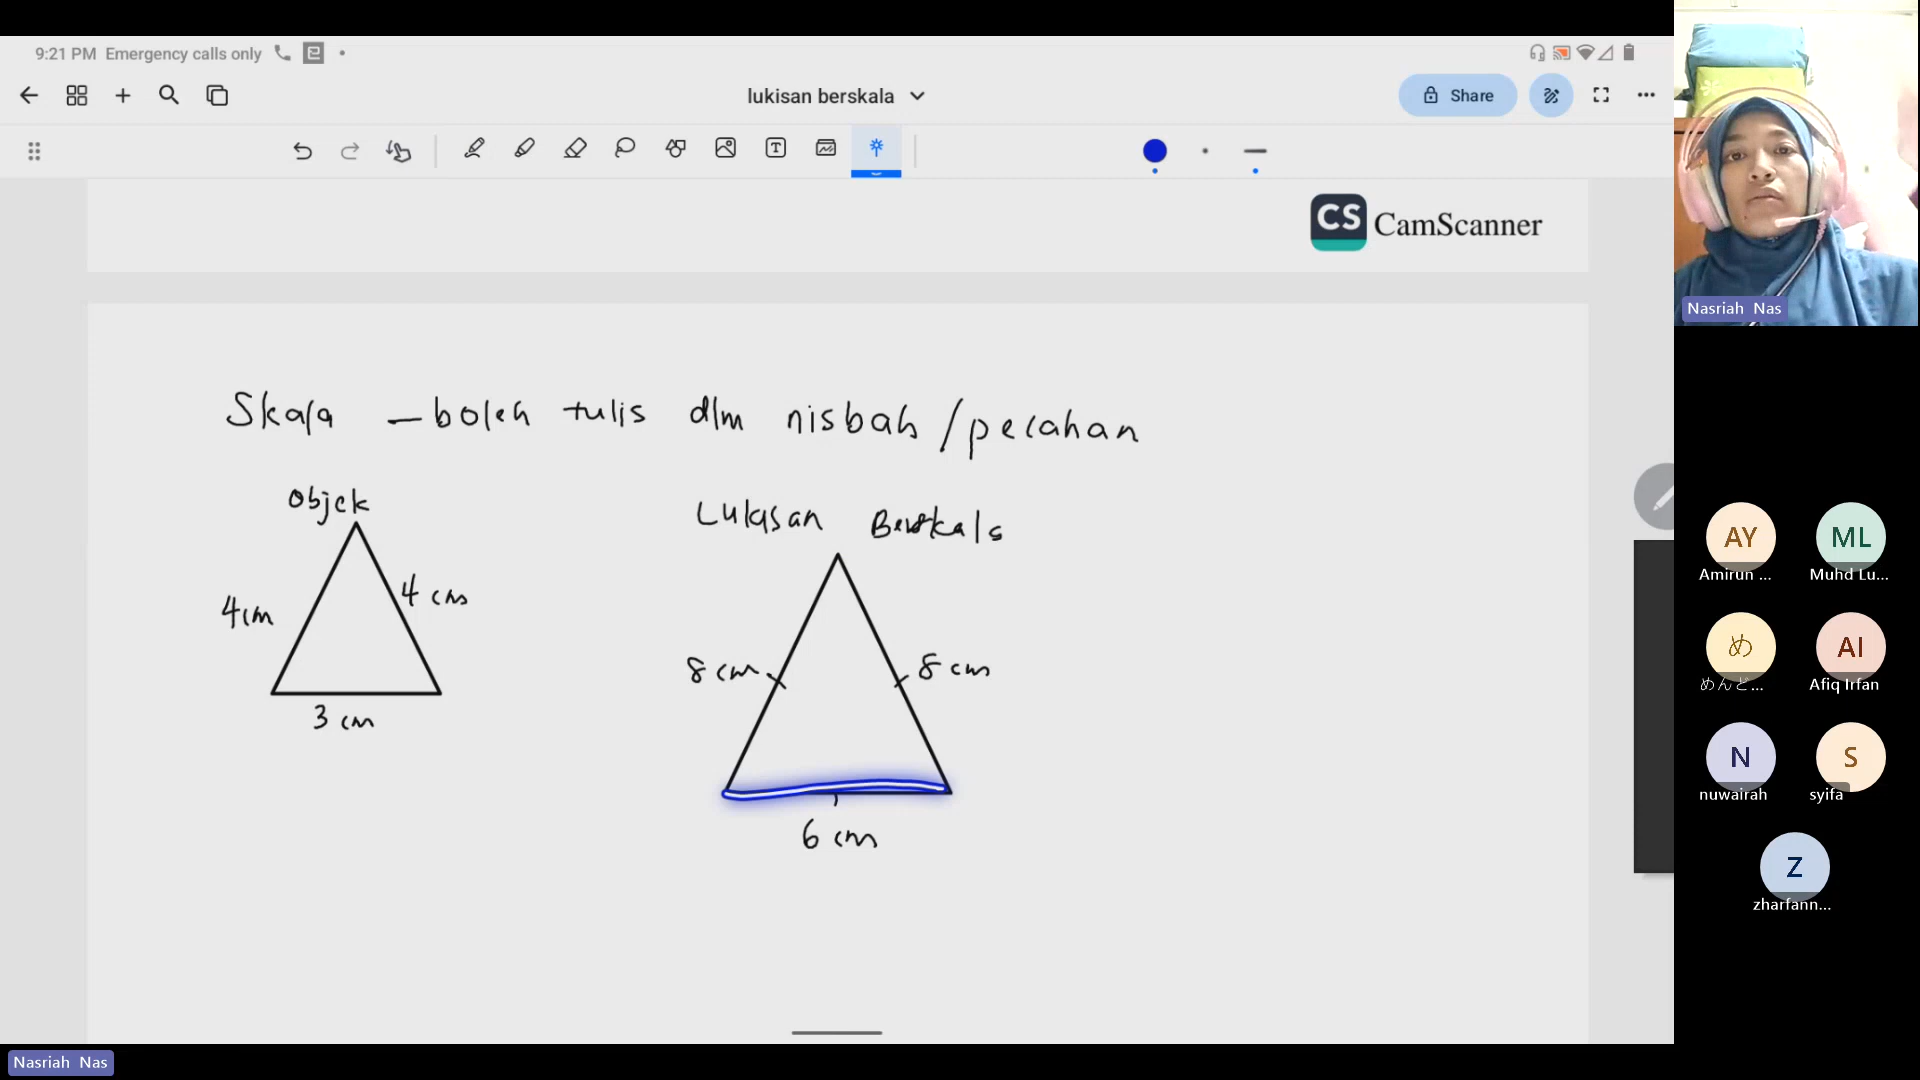 9:21 PM Emergency calls only
lukisan berskala
Share
CS CamScanner
Skala – boleh tulis dlm nisbah / pecahan
Objek
4cm
4 cm
3 cm
Lukisan Berskala
8 cm
8 cm
6 cm
Nasriah Nas
AY
Amirun ...
ML
Muhd Lu...
め
めんど...
AI
Afiq Irfan
N
nuwairah
S
syifa
Z
zharfann...
Nasriah Nas